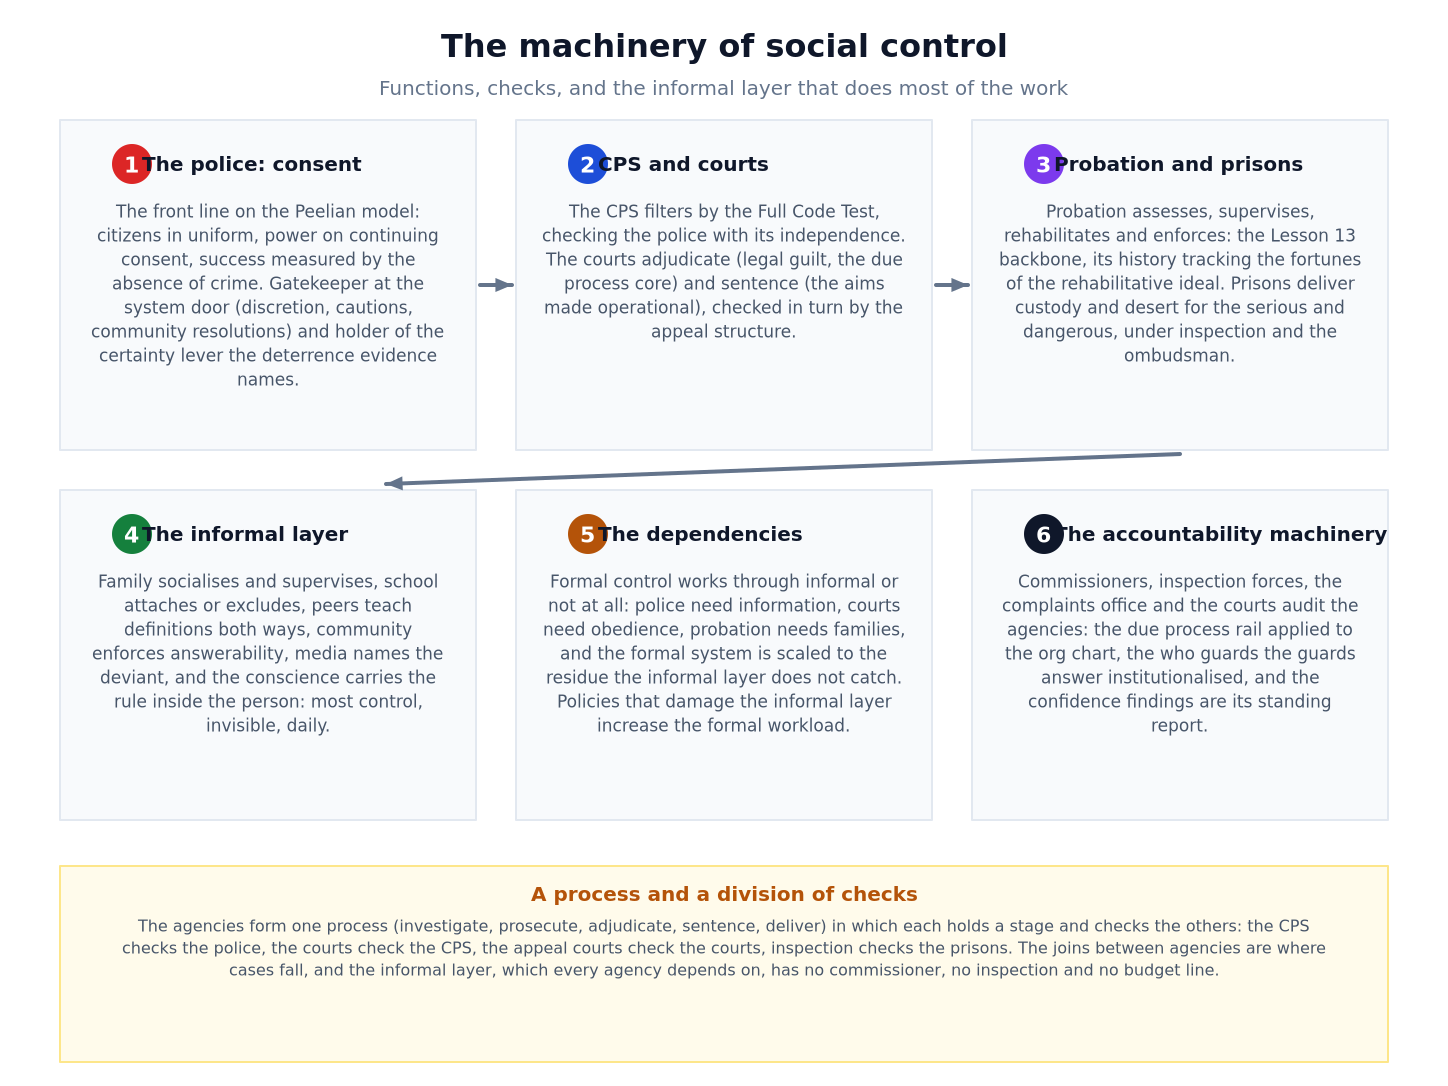 The machinery of social control
Functions, checks, and the informal layer that does most of the work
1 The police: consent
The front line on the Peelian model:
citizens in uniform, power on continuing
consent, success measured by the
absence of crime. Gatekeeper at the
system door (discretion, cautions,
community resolutions) and holder of the
certainty lever the deterrence evidence
names.
2 CPS and courts
The CPS filters by the Full Code Test,
checking the police with its independence.
The courts adjudicate (legal guilt, the due
process core) and sentence (the aims
made operational), checked in turn by the
appeal structure.
3 Probation and prisons
Probation assesses, supervises,
rehabilitates and enforces: the Lesson 13
backbone, its history tracking the fortunes
of the rehabilitative ideal. Prisons deliver
custody and desert for the serious and
dangerous, under inspection and the
ombudsman.
4 The informal layer
Family socialises and supervises, school
attaches or excludes, peers teach
definitions both ways, community
enforces answerability, media names the
deviant, and the conscience carries the
rule inside the person: most control,
invisible, daily.
5 The dependencies
Formal control works through informal or
not at all: police need information, courts
need obedience, probation needs families,
and the formal system is scaled to the
residue the informal layer does not catch.
Policies that damage the informal layer
increase the formal workload.
6 The accountability machinery
Commissioners, inspection forces, the
complaints office and the courts audit the
agencies: the due process rail applied to
the org chart, the who guards the guards
answer institutionalised, and the
confidence findings are its standing
report.
A process and a division of checks
The agencies form one process (investigate, prosecute, adjudicate, sentence, deliver) in which each holds a stage and checks the others: the CPS
checks the police, the courts check the CPS, the appeal courts check the courts, inspection checks the prisons. The joins between agencies are where
cases fall, and the informal layer, which every agency depends on, has no commissioner, no inspection and no budget line.